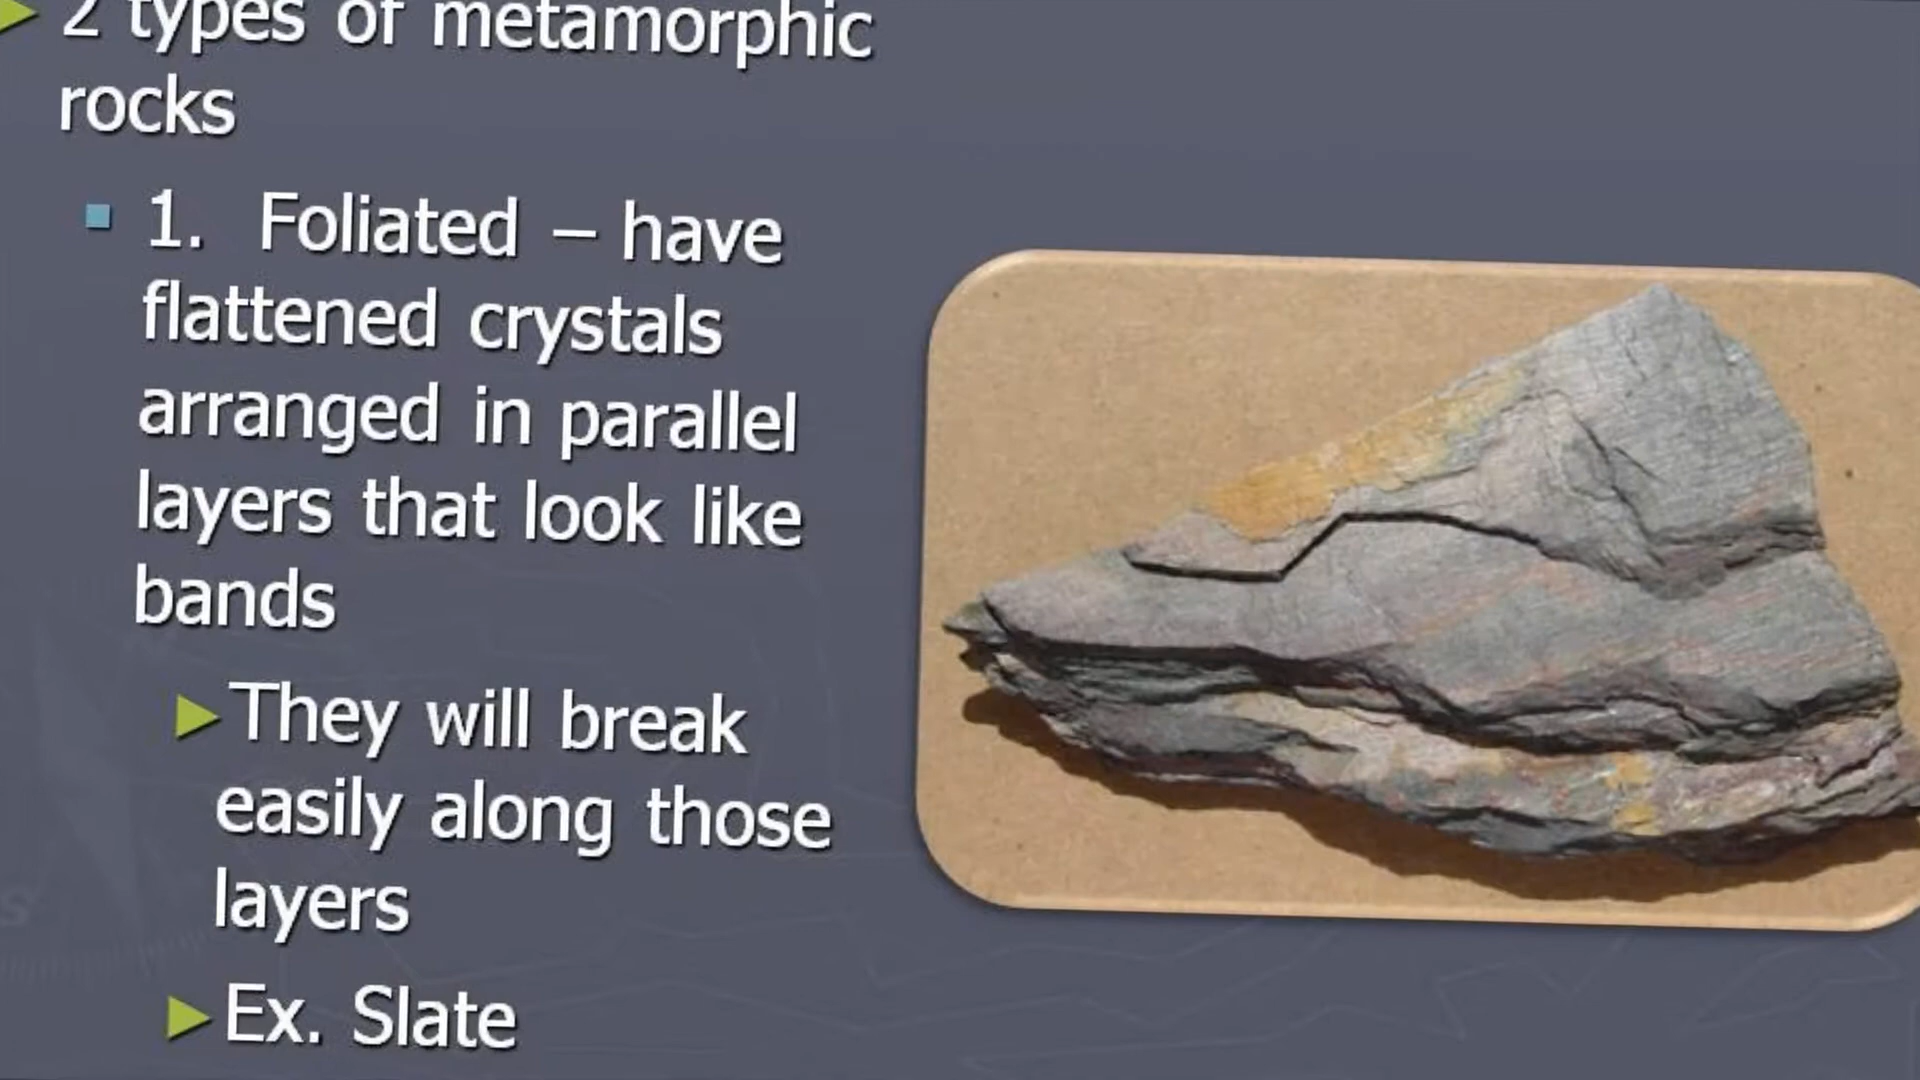 2 types of metamorphic
rocks
1. Foliated – have
flattened crystals
arranged in parallel
layers that look like
bands
They will break
easily along those
layers
Ex. Slate